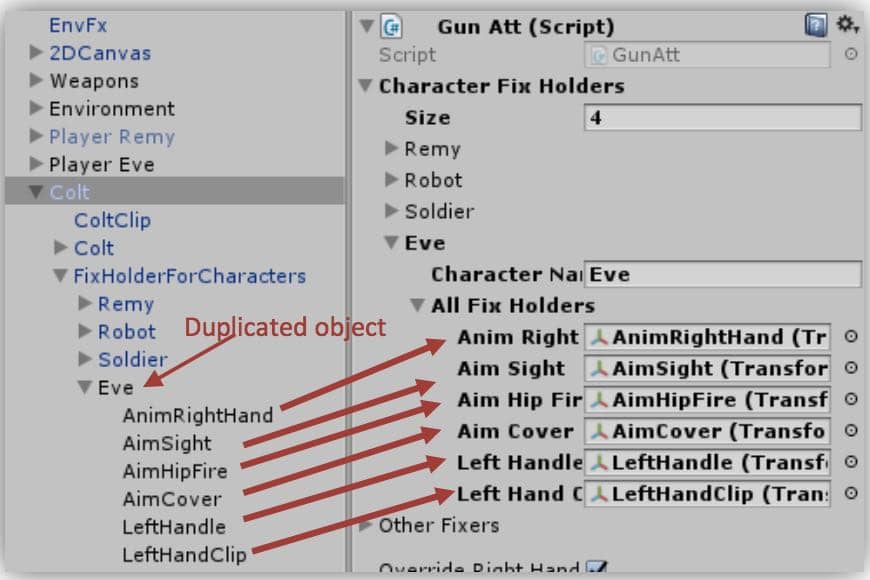 EnvFx
2DCanvas
Weapons
Environment
Player Remy
Player Eve
Colt
ColtClip
Colt
FixHolderForCharacters
Remy
Robot
Soldier
Duplicated object
Eve
AnimRightHand
AimSight
AimHipFire
AimCover
LeftHandle
LeftHandClip
Gun Att (Script)
Script GunAtt
Character Fix Holders
Size 4
Remy
Robot
Soldier
Eve
Character Nai Eve
All Fix Holders
Anim Right AnimRightHand (Tr
Aim Sight AimSight (Transfor
Aim Hip Fir AimHipFire (Transf
Aim Cover AimCover (Transfo
Left Handle LeftHandle (Transf
Left Hand C LeftHandClip (Tran
Other Fixers
Override Right Hand